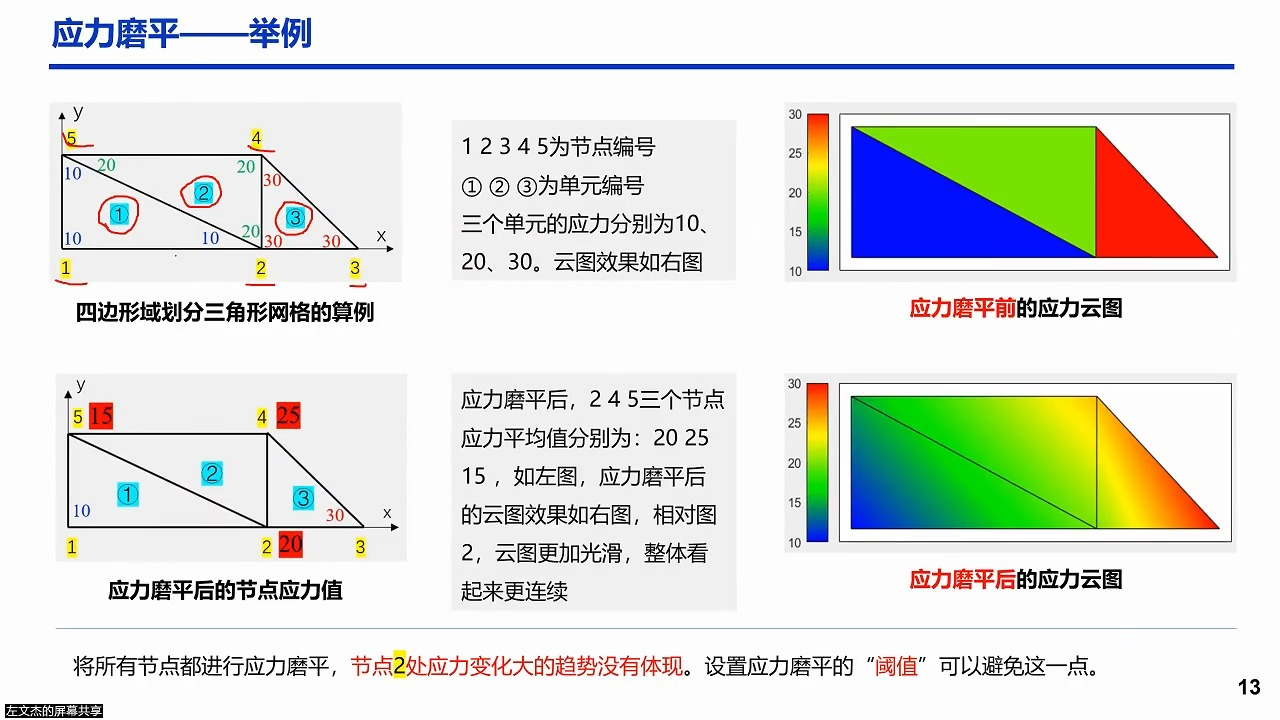 应力磨平——举例
y
5
4
10
20
20
30
①
②
③
10
10
20
30
30
x
1
2
3
四边形域划分三角形网格的算例
1 2 3 4 5为节点编号
① ② ③为单元编号
三个单元的应力分别为10、
20、30。云图效果如右图
30
25
20
15
10
应力磨平前的应力云图
y
5 15
4 25
①
②
③
10
30
x
1
2 20
3
应力磨平后的节点应力值
应力磨平后，2 4 5三个节点
应力平均值分别为：20 25
15 ，如左图，应力磨平后
的云图效果如右图，相对图
2，云图更加光滑，整体看
起来更连续
30
25
20
15
10
应力磨平后的应力云图
将所有节点都进行应力磨平，节点2处应力变化大的趋势没有体现。设置应力磨平的“阈值”可以避免这一点。
13
左文杰的屏幕共享